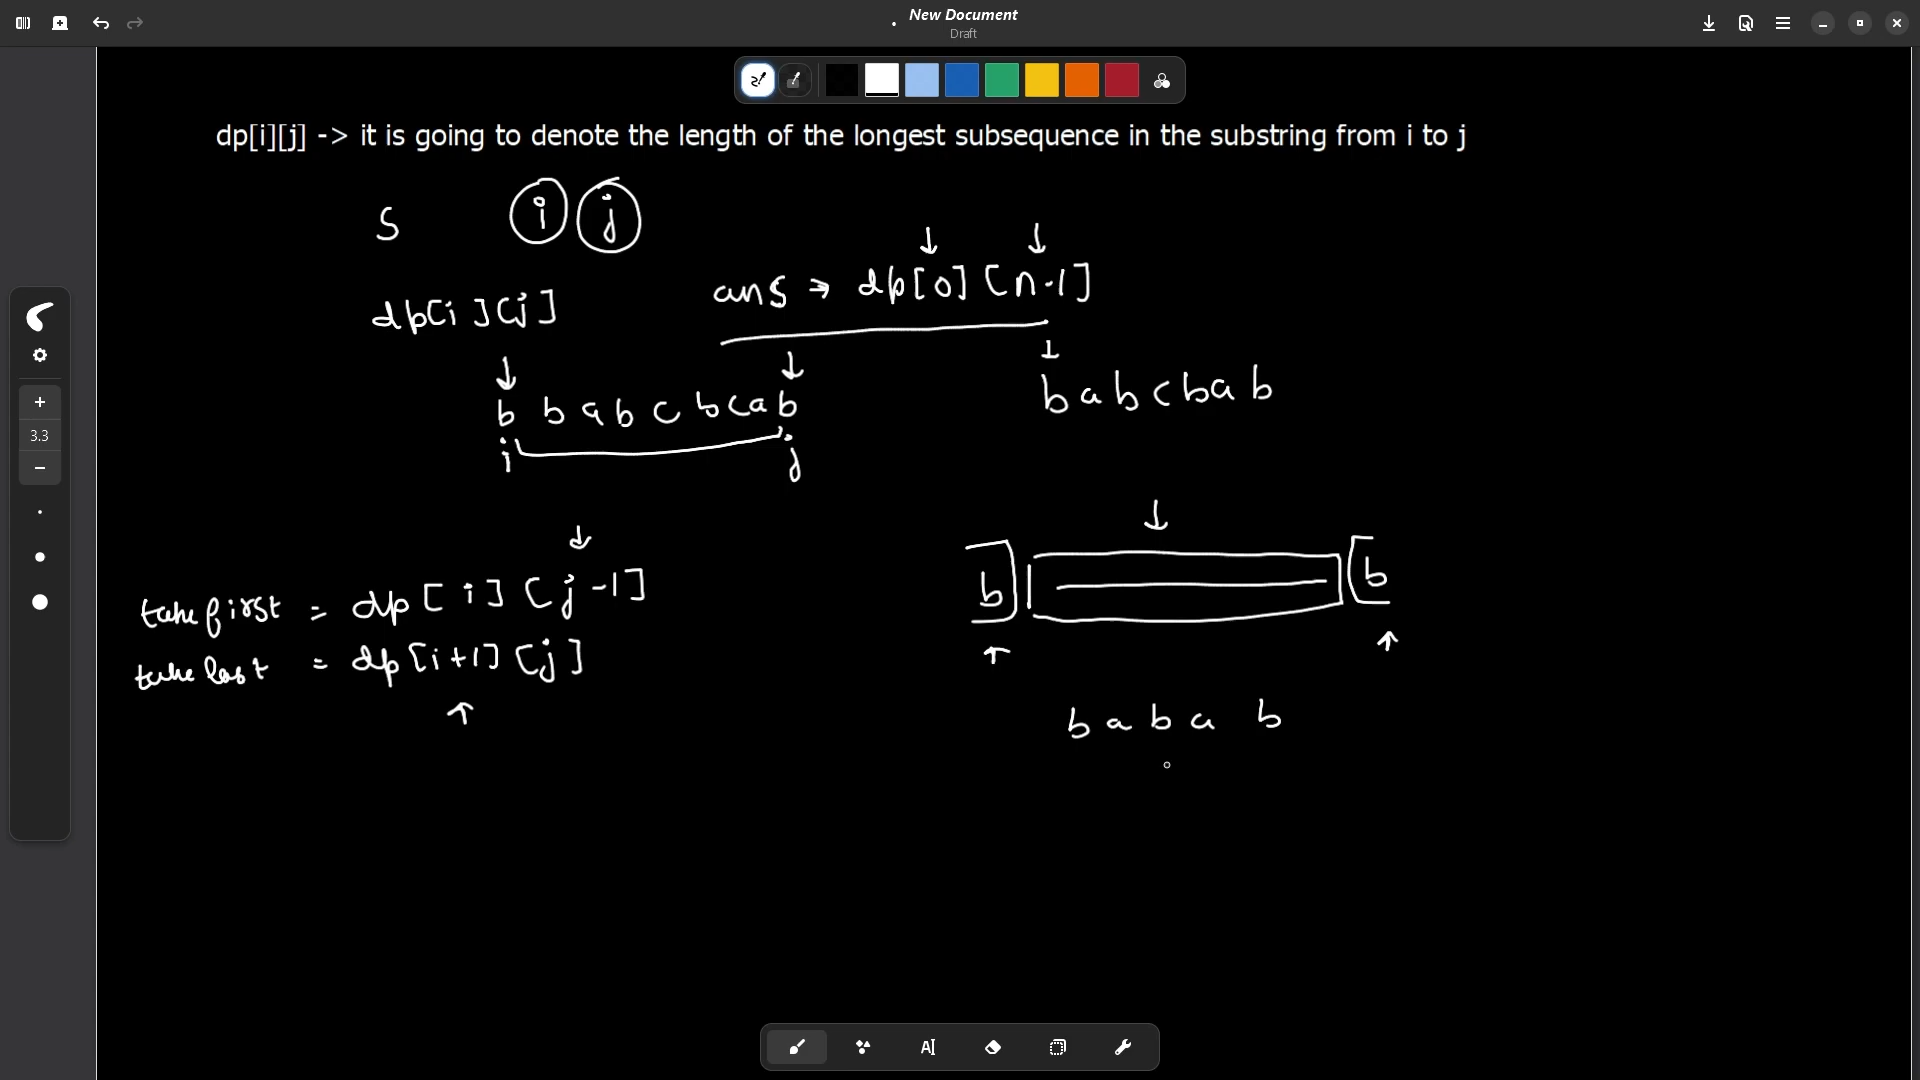 New Document
Draft
dp[i][j] -> it is going to denote the length of the longest subsequence in the substring from i to j
S i j
dp[i][j] ans → dp[0][n-1]
b b a b c b c a b
b a b c b a b
i j
b b
take first = dp[i][j-1]
take last = dp[i+1][j]
b a b a b
+
3.3
−
AI